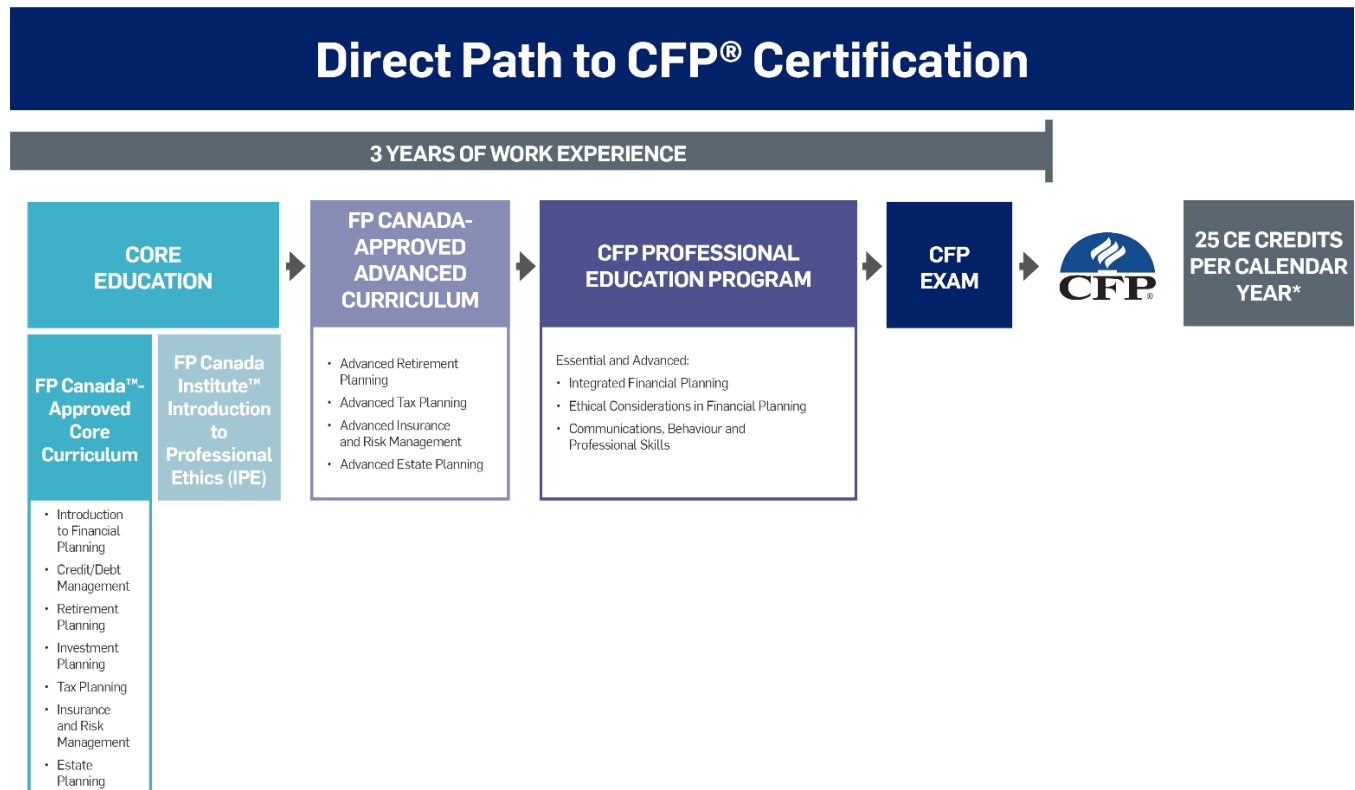 Direct Path to CFP® Certification
3 YEARS OF WORK EXPERIENCE
CORE
EDUCATION
FP Canada™-
Approved
Core
Curriculum
• Introduction
to Financial
Planning
• Credit/Debt
Management
• Retirement
Planning
• Investment
Planning
• Tax Planning
• Insurance
and Risk
Management
• Estate
Planning
FP Canada
Institute™
Introduction
to
Professional
Ethics (IPE)
FP CANADA-
APPROVED
ADVANCED
CURRICULUM
• Advanced Retirement
Planning
• Advanced Tax Planning
• Advanced Insurance
and Risk Management
• Advanced Estate Planning
CFP PROFESSIONAL
EDUCATION PROGRAM
Essential and Advanced:
• Integrated Financial Planning
• Ethical Considerations in Financial Planning
• Communications, Behaviour and
Professional Skills
CFP
EXAM
CFP®
25 CE CREDITS
PER CALENDAR
YEAR*